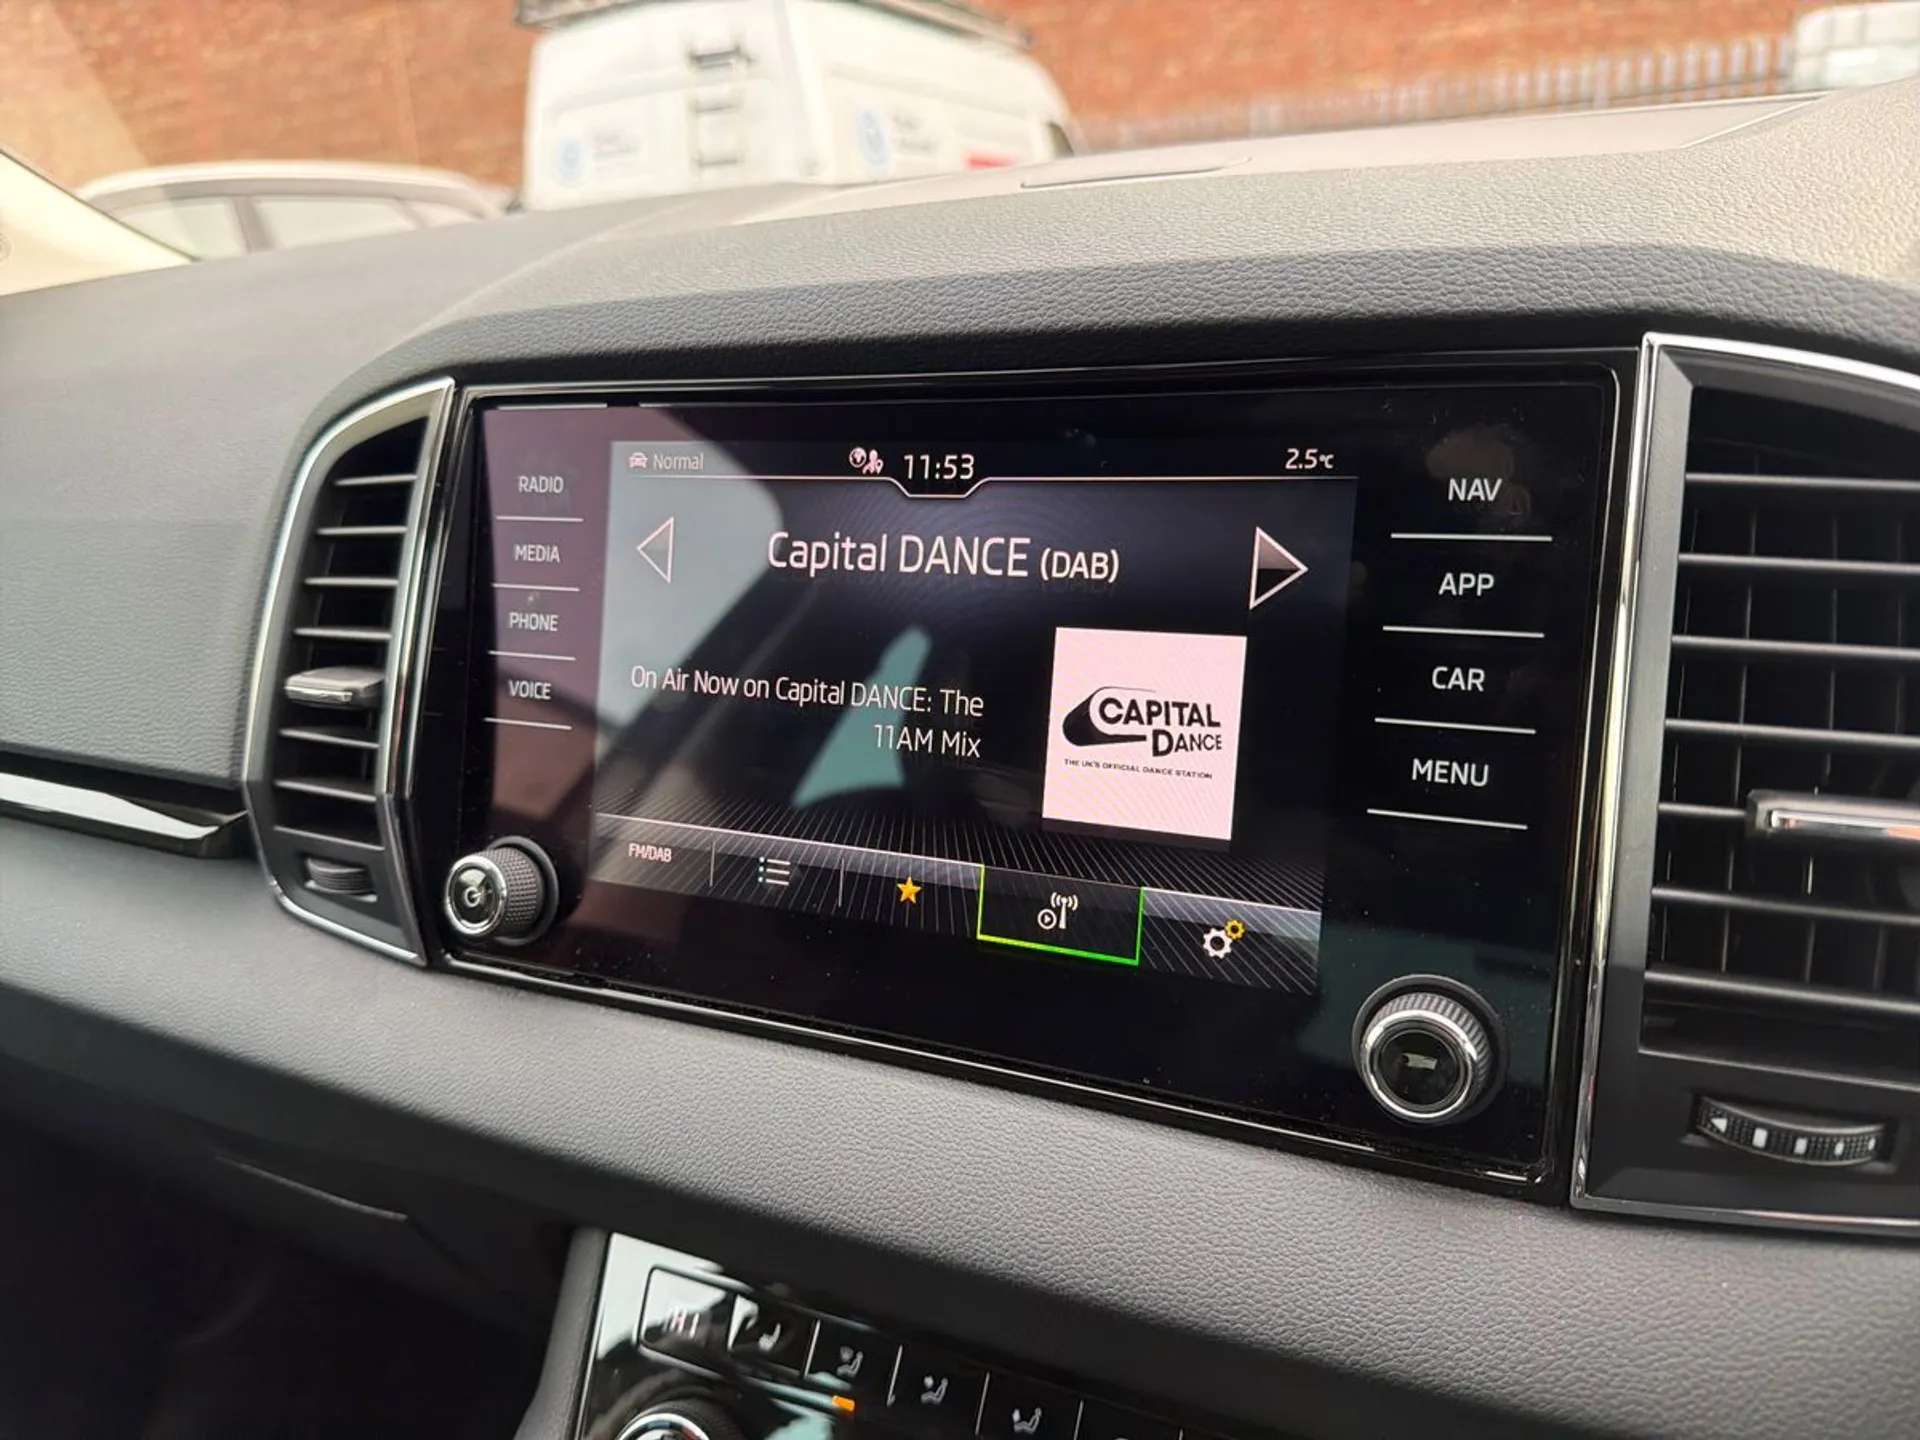 Normal
11:53
2.5°C
RADIO
MEDIA
PHONE
VOICE
Capital DANCE (DAB)
On Air Now on Capital DANCE: The
11AM Mix
CAPITAL
DANCE
THE UK'S OFFICIAL DANCE STATION
FM/DAB
NAV
APP
CAR
MENU